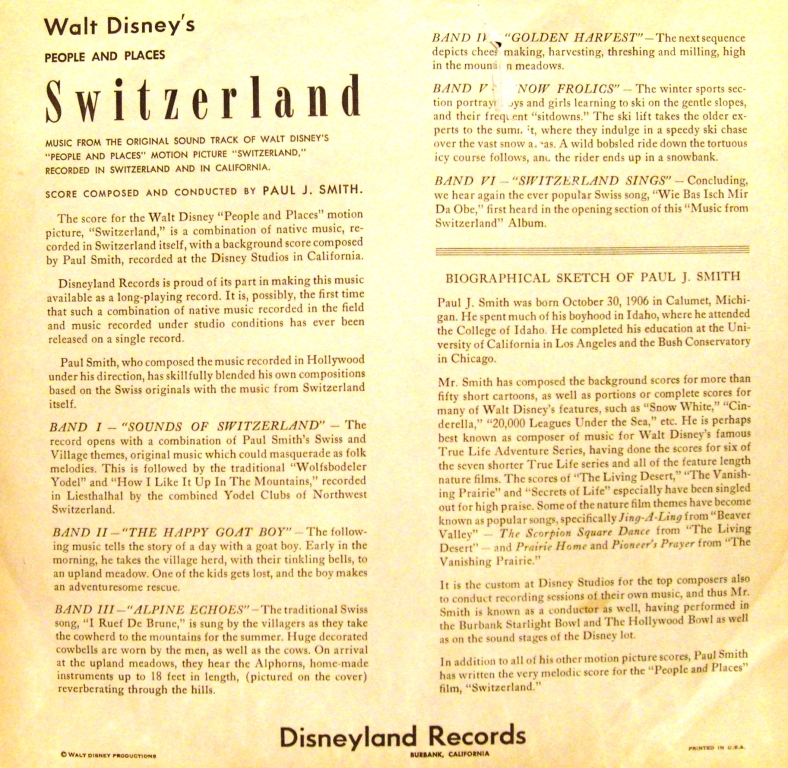 Walt Disney's
PEOPLE AND PLACES
Switzerland
MUSIC FROM THE ORIGINAL SOUND TRACK OF WALT DISNEY'S
"PEOPLE AND PLACES" MOTION PICTURE "SWITZERLAND,"
RECORDED IN SWITZERLAND AND IN CALIFORNIA.
SCORE COMPOSED AND CONDUCTED BY PAUL J. SMITH.
The score for the Walt Disney "People and Places" motion
picture, "Switzerland," is a combination of native music, re-
corded in Switzerland itself, with a background score composed
by Paul Smith, recorded at the Disney Studios in California.
Disneyland Records is proud of its part in making this music
available as a long-playing record. It is, possibly, the first time
that such a combination of native music recorded in the field
and music recorded under studio conditions has ever been
released on a single record.
Paul Smith, who composed the music recorded in Hollywood
under his direction, has skillfully blended his own compositions
based on the Swiss originals with the music from Switzerland
itself.
BAND I – "SOUNDS OF SWITZERLAND" – The
record opens with a combination of Paul Smith's Swiss and
Village themes, original music which could masquerade as folk
melodies. This is followed by the traditional "Wolfsbodeler
Yodel" and "How I Like It Up In The Mountains," recorded
in Liesthalhal by the combined Yodel Clubs of Northwest
Switzerland.
BAND II – "THE HAPPY GOAT BOY" – The follow-
ing music tells the story of a day with a goat boy. Early in the
morning, he takes the village herd, with their tinkling bells, to
an upland meadow. One of the kids gets lost, and the boy makes
an adventuresome rescue.
BAND III – "ALPINE ECHOES" – The traditional Swiss
song, "I Ruef De Brune," is sung by the villagers as they take
the cowherd to the mountains for the summer. Huge decorated
cowbells are worn by the men, as well as the cows. On arrival
at the upland meadows, they hear the Alphorns, home-made
instruments up to 18 feet in length, (pictured on the cover)
reverberating through the hills.
BAND "GOLDEN HARVEST" – The next sequence
depicts making, harvesting, threshing and milling, high
in the meadows.
BAND V NOW FROLICS" – The winter sports sec-
tion and girls learning to ski on the gentle slopes,
and their "sitdowns." The ski lift takes the older ex-
perts to the where they indulge in a speedy ski chase
over the vast snow A wild bobsled ride down the tortuous
icy course follows, the rider ends up in a snowbank.
BAND VI – "SWITZERLAND SINGS" – Concluding,
we hear again the ever popular Swiss song, "Wie Bas Isch Mir
Da Obe," first heard in the opening section of this "Music from
Switzerland" Album.
BIOGRAPHICAL SKETCH OF PAUL J. SMITH
Paul J. Smith was born October 30, 1906 in Calumet, Michi-
gan. He spent much of his boyhood in Idaho, where he attended
the College of Idaho. He completed his education at the Uni-
versity of California in Los Angeles and the Bush Conservatory
in Chicago.
Mr. Smith has composed the background scores for more than
fifty short cartoons, as well as portions or complete scores for
many of Walt Disney's features, such as "Snow White," "Cin-
derella," "20,000 Leagues Under the Sea," etc. He is perhaps
best known as composer of music for Walt Disney's famous
True Life Adventure Series, having done the scores for six of
the seven shorter True Life series and all of the feature length
nature films. The scores of "The Living Desert," "The Vanish-
ing Prairie" and "Secrets of Life" especially have been singled
out for high praise. Some of the nature film themes have become
known as popular songs, specifically Jing-A-Ling from "Beaver
Valley" – The Scorpion Square Dance from "The Living
Desert" – and Prairie Home and Pioneer's Prayer from "The
Vanishing Prairie."
It is the custom at Disney Studios for the top composers also
to conduct recording sessions of their own music, and thus Mr.
Smith is known as a conductor as well, having performed in
the Burbank Starlight Bowl and The Hollywood Bowl as well
as on the sound stages of the Disney lot.
In addition to all of his other motion picture scores, Paul Smith
has written the very melodic score for the "People and Places"
film, "Switzerland."
Disneyland Records
BURBANK, CALIFORNIA
© WALT DISNEY PRODUCTIONS
PRINTED IN U.S.A.